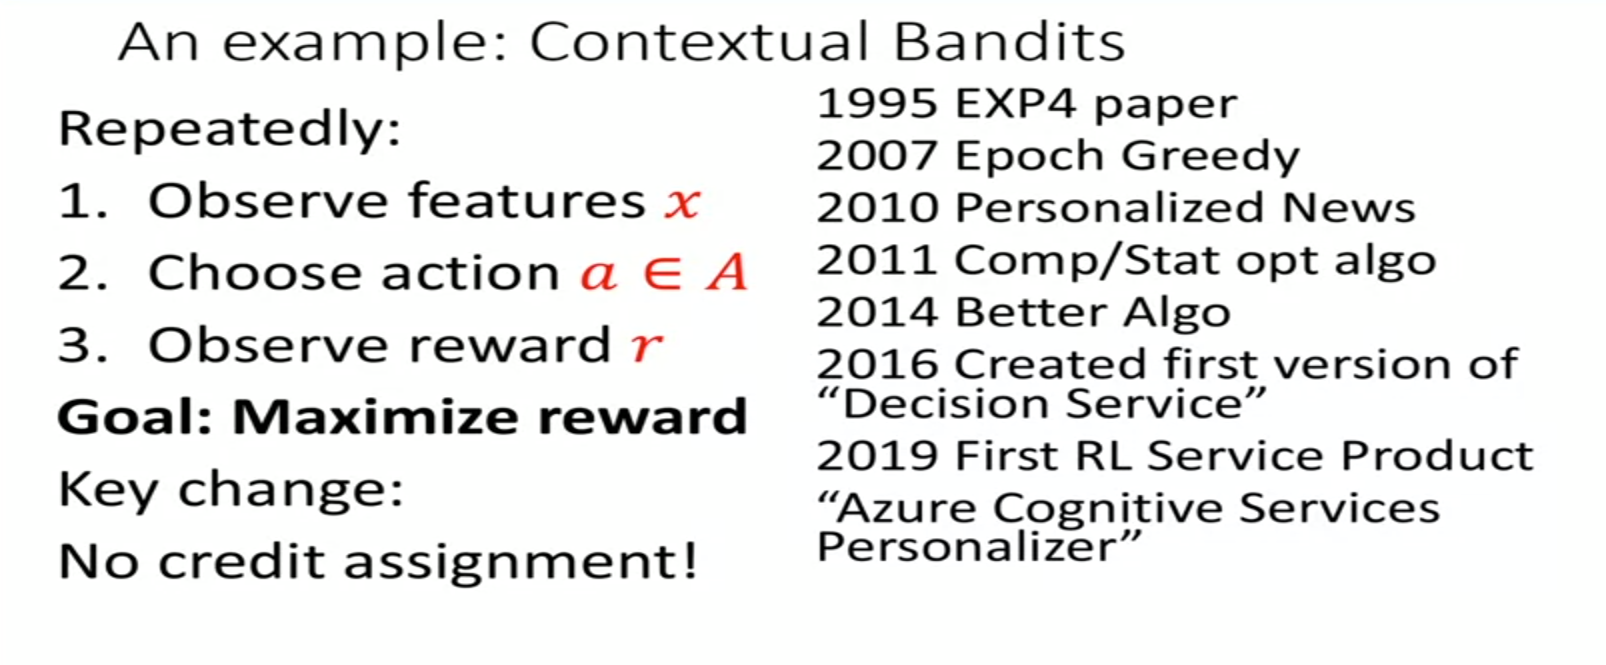 An example: Contextual Bandits
Repeatedly:
1. Observe features x
2. Choose action a ∈ A
3. Observe reward r
Goal: Maximize reward
Key change:
No credit assignment!
1995 EXP4 paper
2007 Epoch Greedy
2010 Personalized News
2011 Comp/Stat opt algo
2014 Better Algo
2016 Created first version of
“Decision Service”
2019 First RL Service Product
“Azure Cognitive Services
Personalizer”